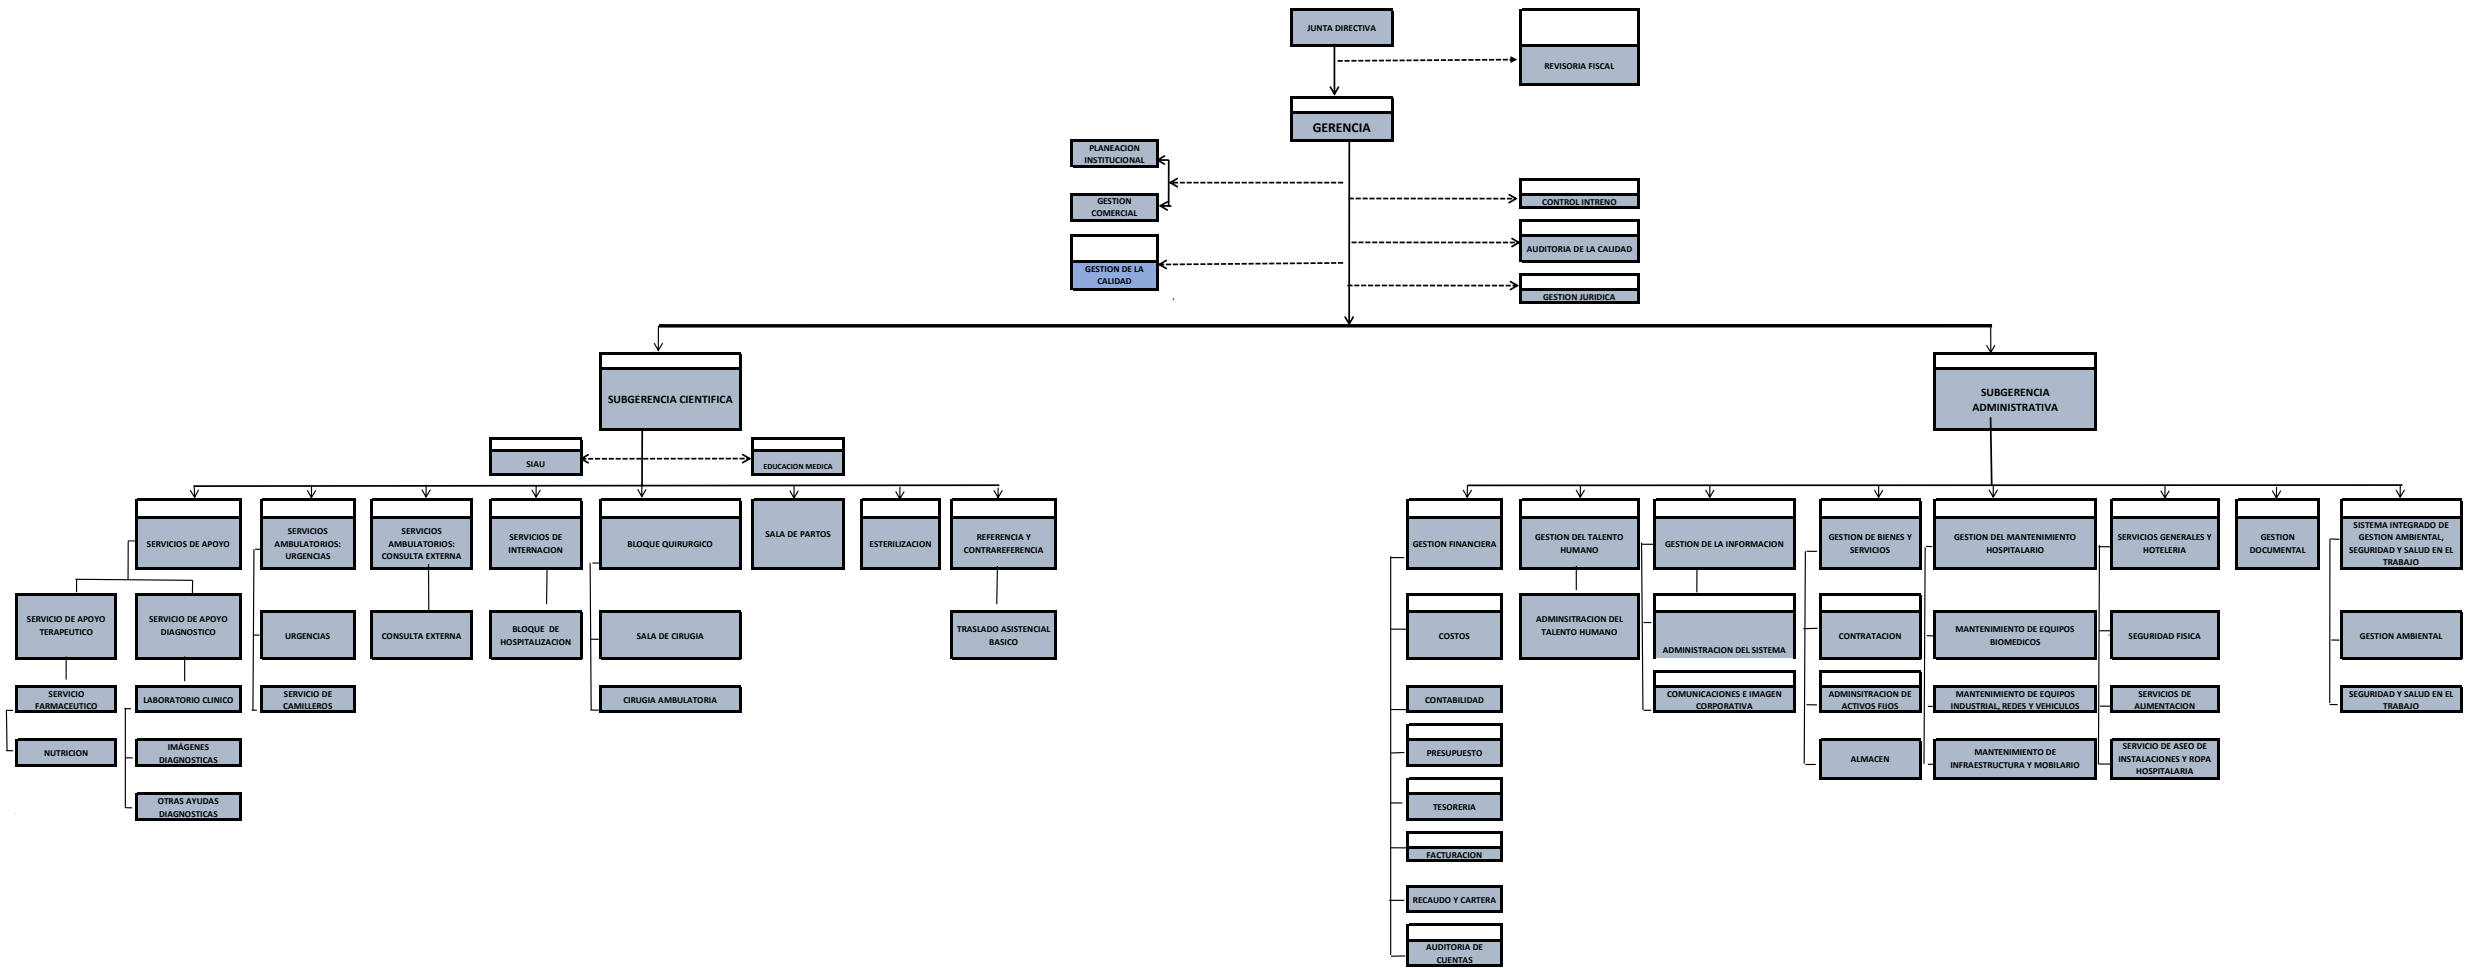 JUNTA DIRECTIVA
REVISORIA FISCAL
GERENCIA
PLANEACION
INSTITUCIONAL
GESTION
COMERCIAL
GESTION DE LA
CALIDAD
CONTROL INTRENO
AUDITORIA DE LA CALIDAD
GESTION JURIDICA
SUBGERENCIA CIENTIFICA
SUBGERENCIA
ADMINISTRATIVA
SIAU
EDUCACION MEDICA
SERVICIOS DE APOYO
SERVICIOS
AMBULATORIOS:
URGENCIAS
SERVICIOS
AMBULATORIOS:
CONSULTA EXTERNA
SERVICIOS DE
INTERNACION
BLOQUE QUIRURGICO
SALA DE PARTOS
ESTERILIZACION
REFERENCIA Y
CONTRAREFERENCIA
GESTION FINANCIERA
GESTION DEL TALENTO
HUMANO
GESTION DE LA INFORMACION
GESTION DE BIENES Y
SERVICIOS
GESTION DEL MANTENIMIENTO
HOSPITALARIO
SERVICIOS GENERALES Y
HOTELERIA
GESTION
DOCUMENTAL
SISTEMA INTEGRADO DE
GESTION AMBIENTAL,
SEGURIDAD Y SALUD EN EL
TRABAJO
SERVICIO DE APOYO
TERAPEUTICO
SERVICIO DE APOYO
DIAGNOSTICO
URGENCIAS
CONSULTA EXTERNA
BLOQUE DE
HOSPITALIZACION
SALA DE CIRUGIA
TRASLADO ASISTENCIAL
BASICO
COSTOS
ADMINSITRACION DEL
TALENTO HUMANO
ADMINISTRACION DEL SISTEMA
CONTRATACION
MANTENIMIENTO DE EQUIPOS
BIOMEDICOS
SEGURIDAD FISICA
GESTION AMBIENTAL
SERVICIO
FARMACEUTICO
LABORATORIO CLINICO
SERVICIO DE
CAMILLEROS
CIRUGIA AMBULATORIA
CONTABILIDAD
COMUNICACIONES E IMAGEN
CORPORATIVA
ADMINSITRACION DE
ACTIVOS FIJOS
MANTENIMIENTO DE EQUIPOS
INDUSTRIAL, REDES Y VEHICULOS
SERVICIOS DE
ALIMENTACION
SEGURIDAD Y SALUD EN EL
TRABAJO
NUTRICION
IMÁGENES
DIAGNOSTICAS
PRESUPUESTO
ALMACEN
MANTENIMIENTO DE
INFRAESTRUCTURA Y MOBILARIO
SERVICIO DE ASEO DE
INSTALACIONES Y ROPA
HOSPITALARIA
OTRAS AYUDAS
DIAGNOSTICAS
TESORERIA
FACTURACION
RECAUDO Y CARTERA
AUDITORIA DE
CUENTAS